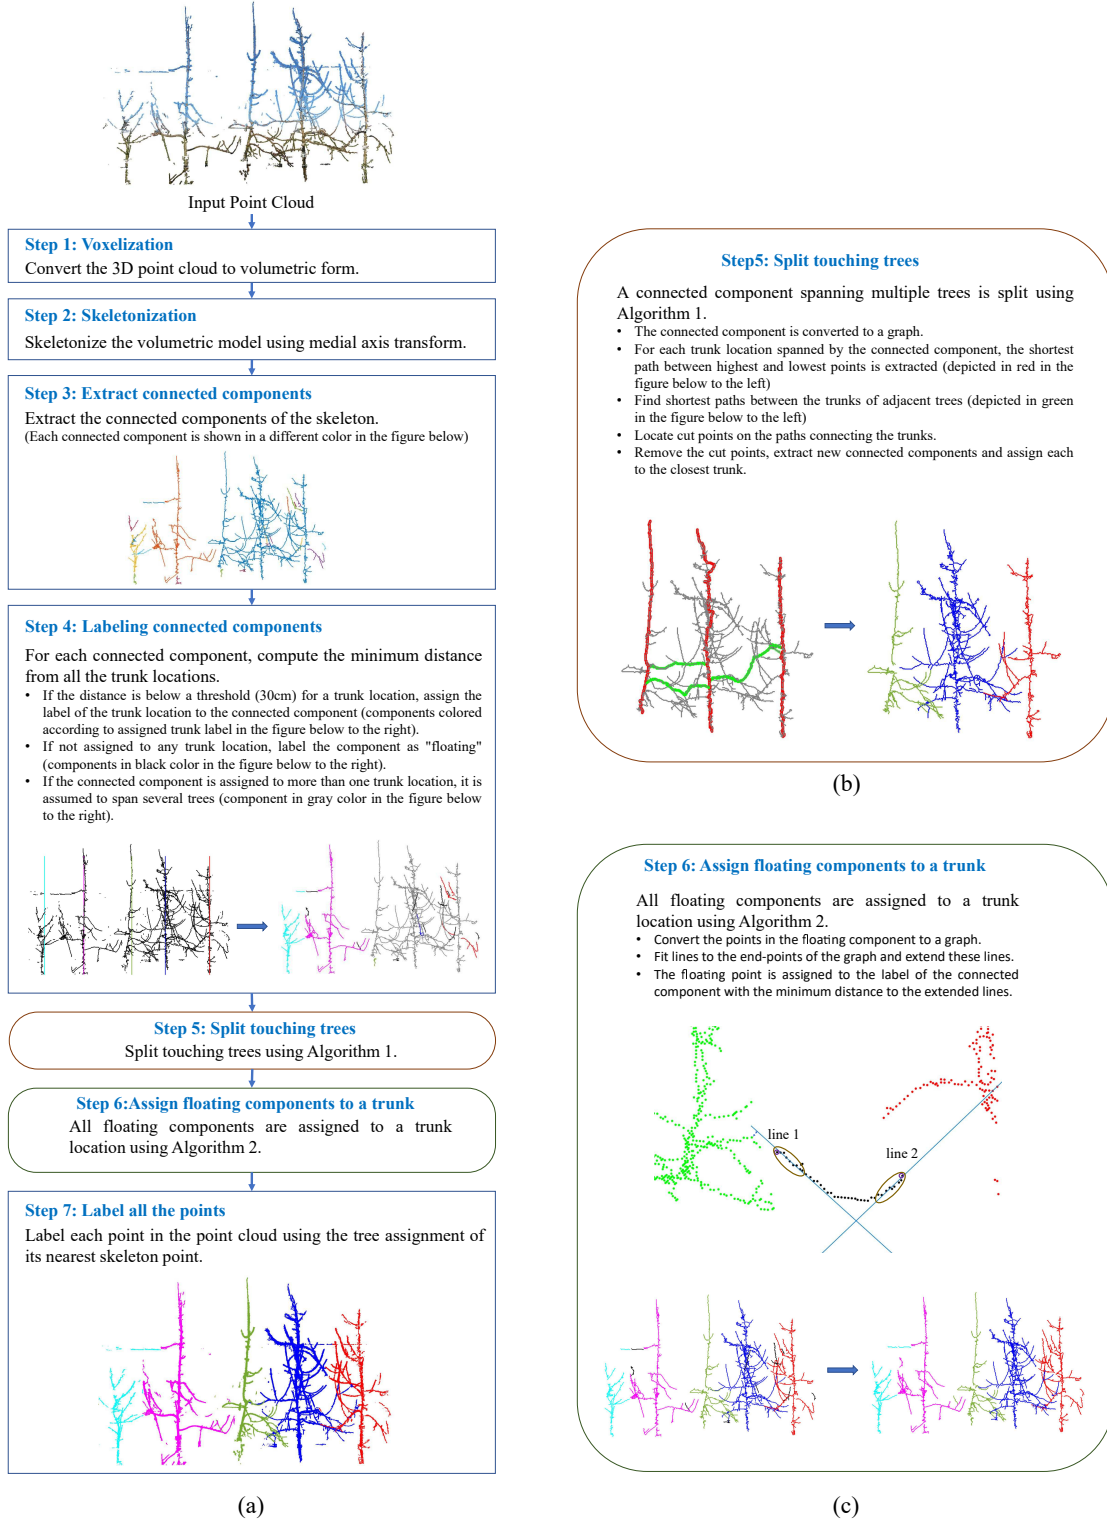 Input Point Cloud
Step 1: Voxelization
Convert the 3D point cloud to volumetric form.
Step 2: Skeletonization
Skeletonize the volumetric model using medial axis transform.
Step 3: Extract connected components
Extract the connected components of the skeleton.
(Each connected component is shown in a different color in the figure below)
Step 4: Labeling connected components
For each connected component, compute the minimum distance
from all the trunk locations.
• If the distance is below a threshold (30cm) for a trunk location, assign the
label of the trunk location to the connected component (components colored
according to assigned trunk label in the figure below to the right).
• If not assigned to any trunk location, label the component as "floating"
(components in black color in the figure below to the right).
• If the connected component is assigned to more than one trunk location, it is
assumed to span several trees (component in gray color in the figure below
to the right).
Step 5: Split touching trees
Split touching trees using Algorithm 1.
Step 6:Assign floating components to a trunk
All floating components are assigned to a trunk
location using Algorithm 2.
Step 7: Label all the points
Label each point in the point cloud using the tree assignment of
its nearest skeleton point.
(a)
Step5: Split touching trees
A connected component spanning multiple trees is split using
Algorithm 1.
• The connected component is converted to a graph.
• For each trunk location spanned by the connected component, the shortest
path between highest and lowest points is extracted (depicted in red in the
figure below to the left)
• Find shortest paths between the trunks of adjacent trees (depicted in green
in the figure below to the left)
• Locate cut points on the paths connecting the trunks.
• Remove the cut points, extract new connected components and assign each
to the closest trunk.
(b)
Step 6: Assign floating components to a trunk
All floating components are assigned to a trunk
location using Algorithm 2.
• Convert the points in the floating component to a graph.
• Fit lines to the end-points of the graph and extend these lines.
• The floating point is assigned to the label of the connected
component with the minimum distance to the extended lines.
line 1
line 2
(c)